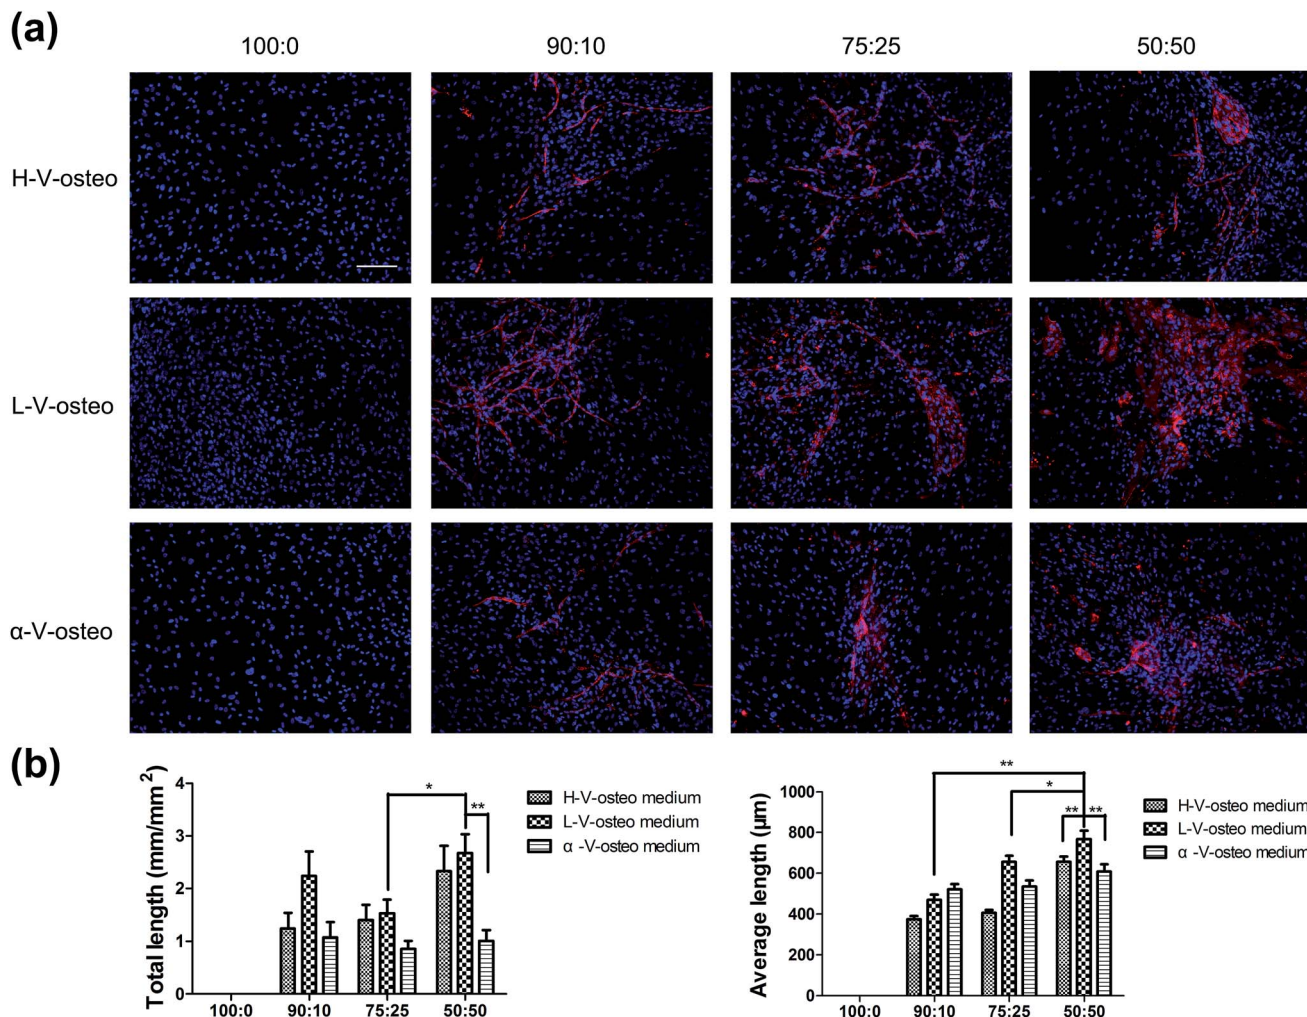 (a)
100:0 90:10 75:25 50:50
H-V-osteo
L-V-osteo
α-V-osteo
(b)
Total length (mm/mm²)
4
3
2
1
0
* **
100:0 90:10 75:25 50:50
H-V-osteo medium
L-V-osteo medium
α -V-osteo medium
Average length (μm)
1000
800
600
400
200
0
**
*
** **
100:0 90:10 75:25 50:50
H-V-osteo medium
L-V-osteo medium
α -V-osteo medium